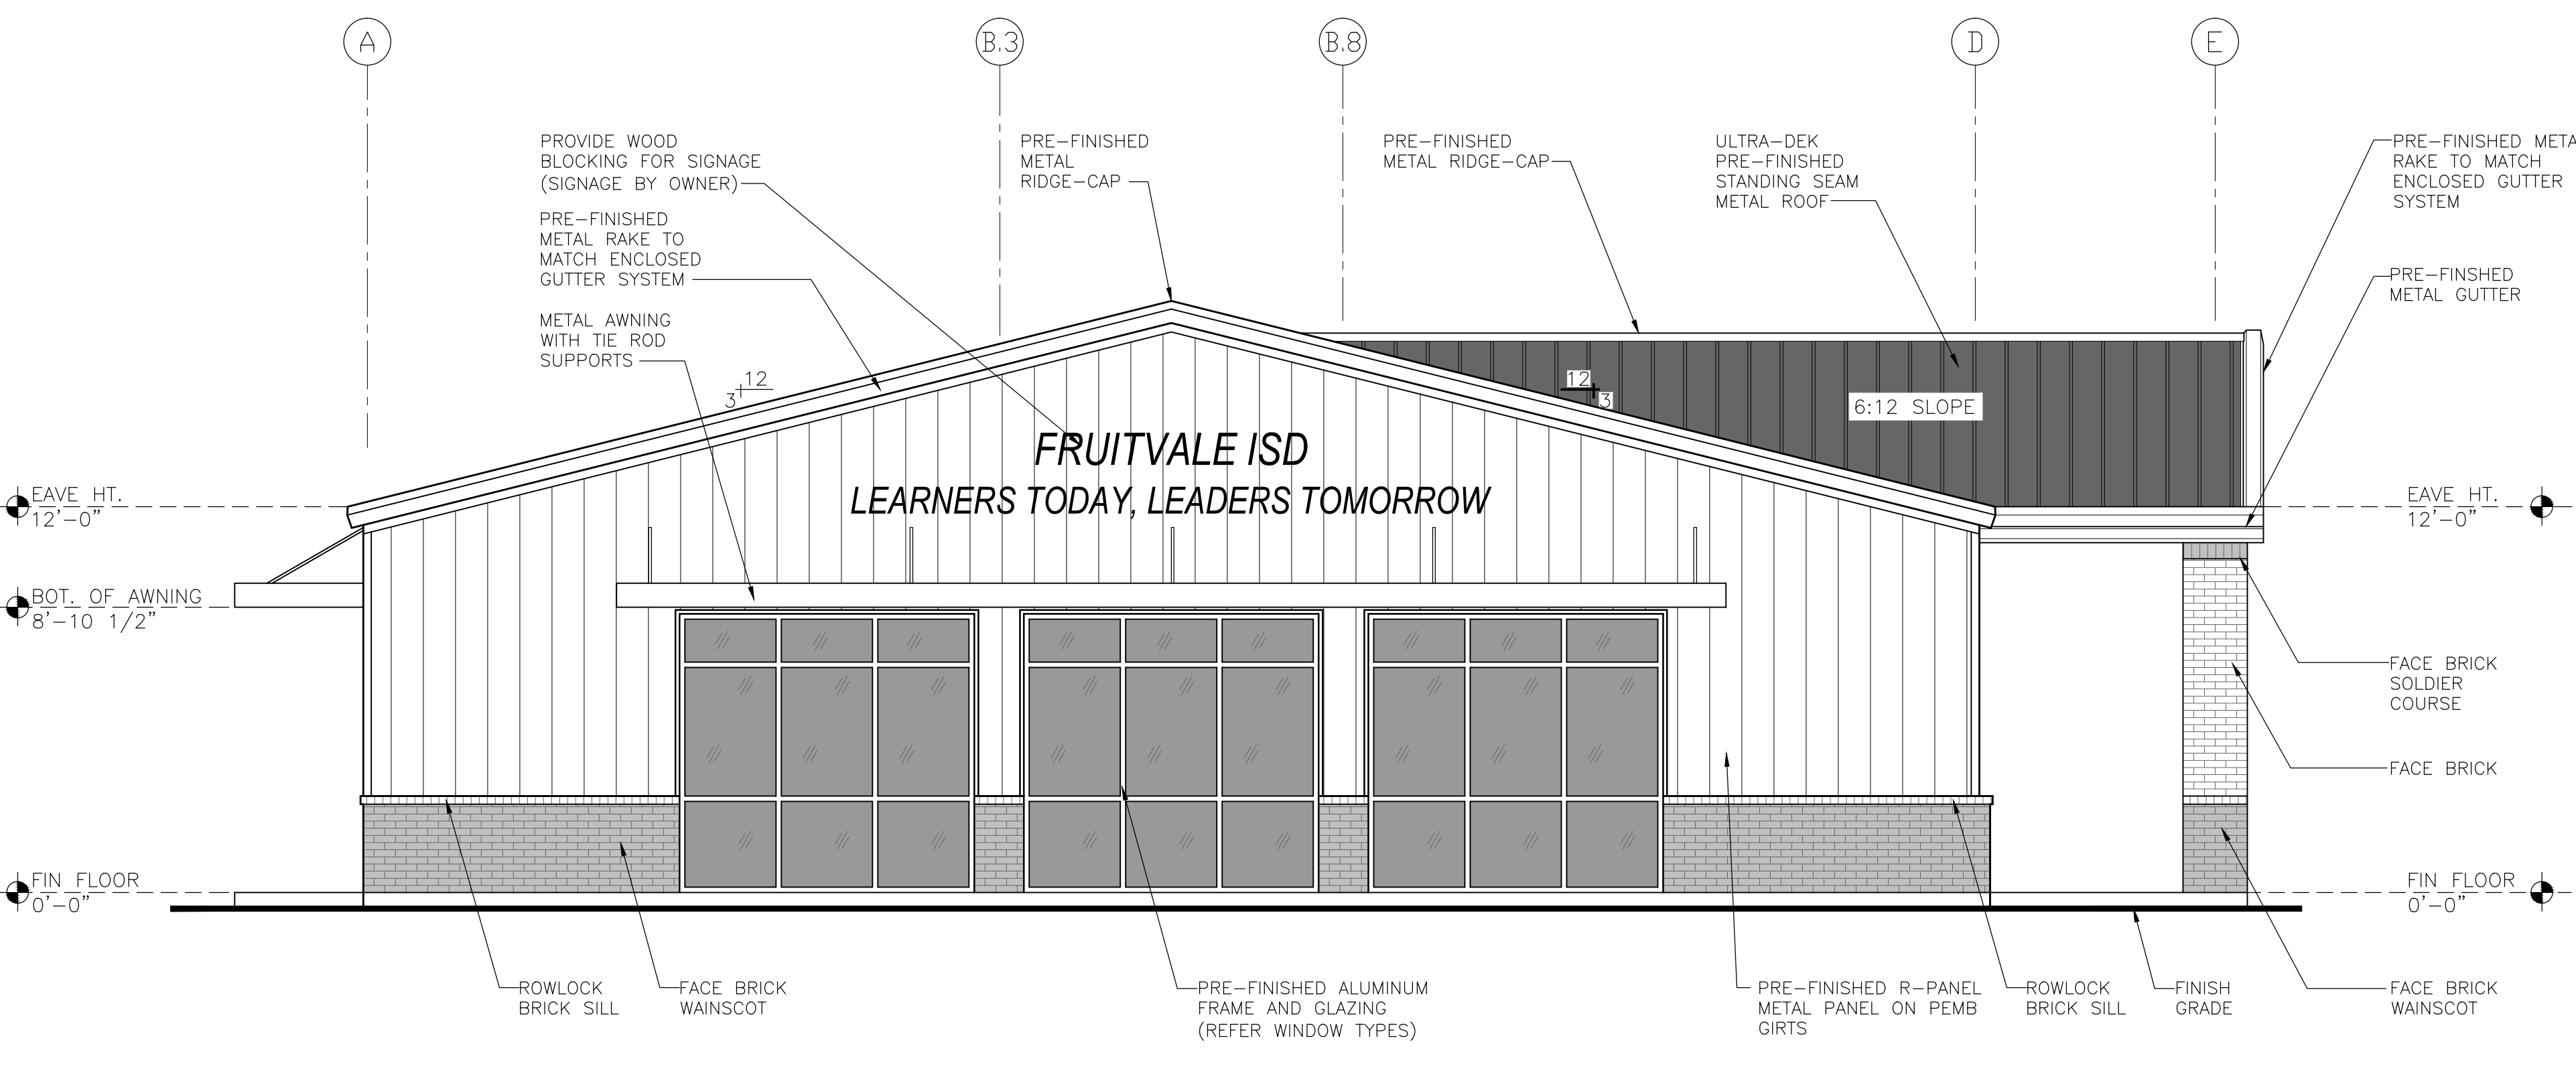 A
B.3
B.8
D
E
PROVIDE WOOD
BLOCKING FOR SIGNAGE
(SIGNAGE BY OWNER)
PRE-FINISHED
METAL RAKE TO
MATCH ENCLOSED
GUTTER SYSTEM
METAL AWNING
WITH TIE ROD
SUPPORTS
PRE-FINISHED
METAL
RIDGE-CAP
PRE-FINISHED
METAL RIDGE-CAP
ULTRA-DEK
PRE-FINISHED
STANDING SEAM
METAL ROOF
PRE-FINISHED META
RAKE TO MATCH
ENCLOSED GUTTER
SYSTEM
PRE-FINSHED
METAL GUTTER
12
3
12
3
6:12 SLOPE
FRUITVALE ISD
LEARNERS TODAY, LEADERS TOMORROW
EAVE HT.
12'-0"
EAVE HT.
12'-0"
BOT. OF AWNING
8'-10 1/2"
FACE BRICK
SOLDIER
COURSE
FACE BRICK
FIN FLOOR
0'-0"
FIN FLOOR
0'-0"
ROWLOCK
BRICK SILL
FACE BRICK
WAINSCOT
PRE-FINISHED ALUMINUM
FRAME AND GLAZING
(REFER WINDOW TYPES)
PRE-FINISHED R-PANEL
METAL PANEL ON PEMB
GIRTS
ROWLOCK
BRICK SILL
FINISH
GRADE
FACE BRICK
WAINSCOT